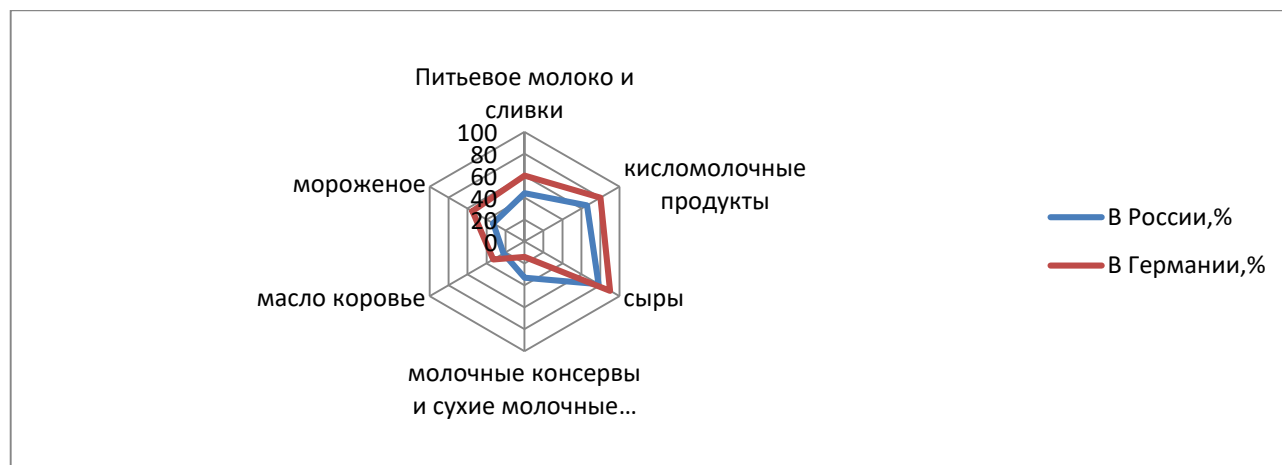 Питьевое молоко и
сливки
100
80
60
40
20
0
кисломолочные
продукты
сыры
молочные консервы
и сухие молочные...
масло коровье
мороженое
В России,%
В Германии,%